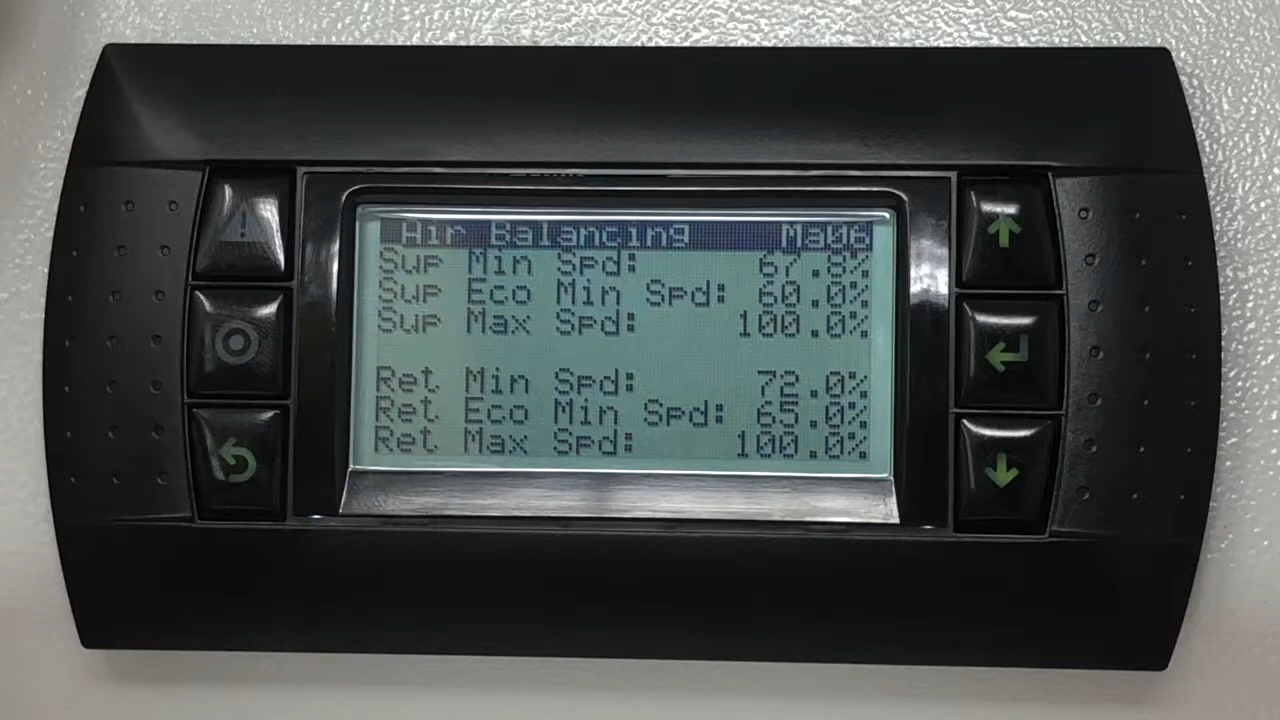 Air Balancing Ma06
Sup Min Spd: 67.8%
Sup Eco Min Spd: 60.0%
Sup Max Spd: 100.0%
Ret Min Spd: 72.0%
Ret Eco Min Spd: 65.0%
Ret Max Spd: 100.0%